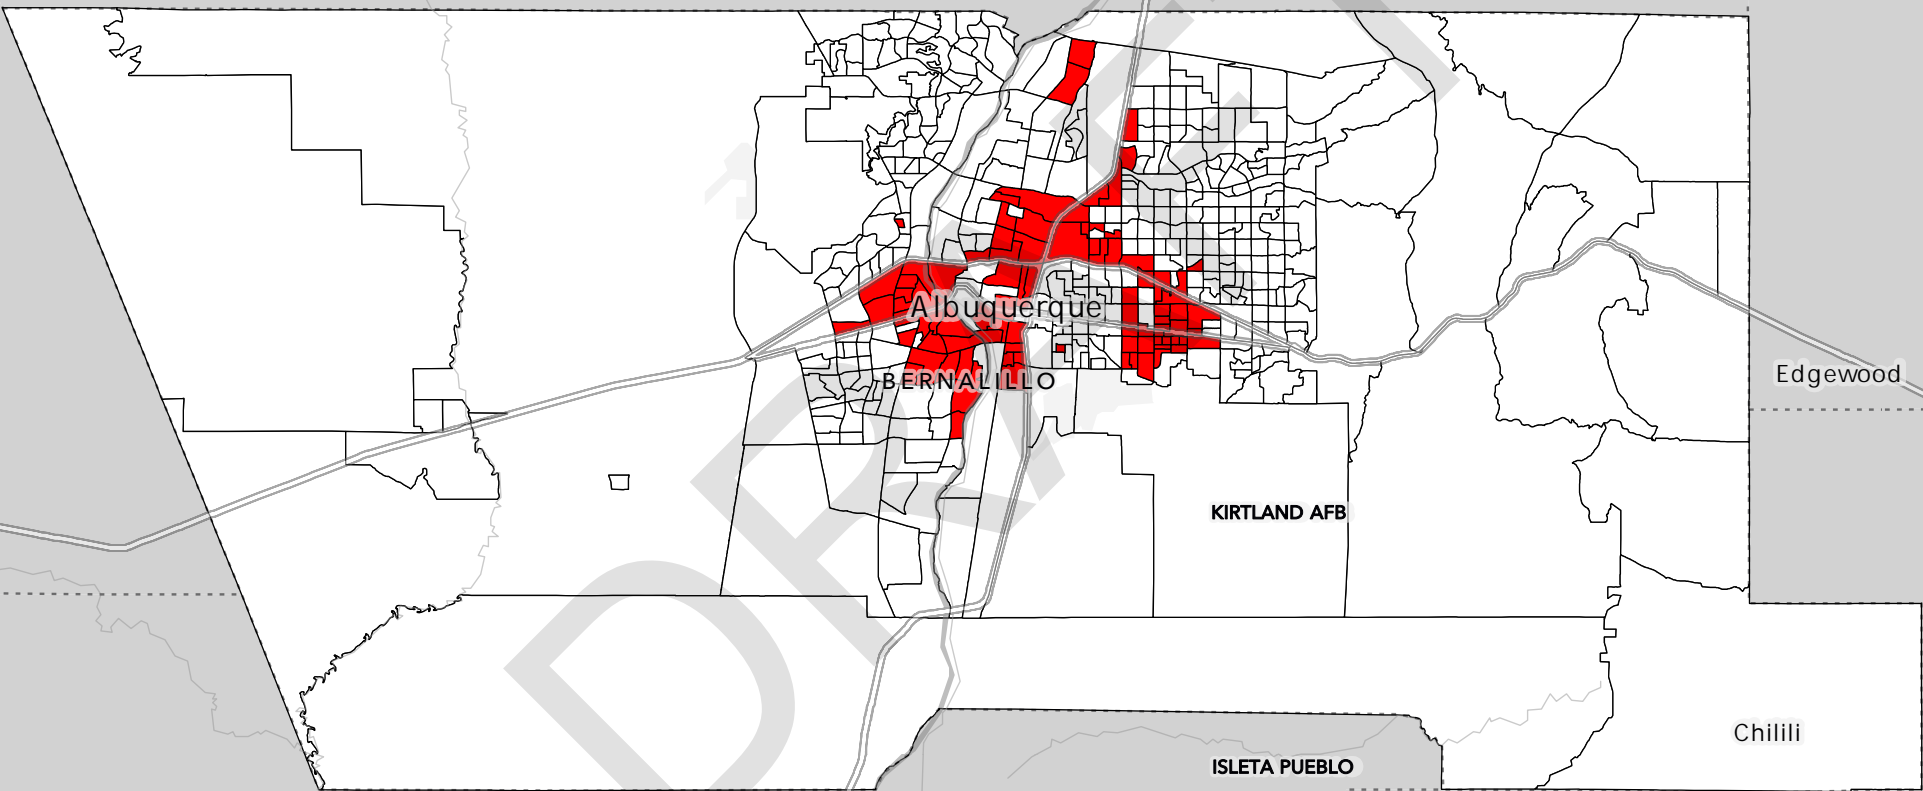 DRAFT
Albuquerque
BERNALILLO
Edgewood
KIRTLAND AFB
Chilili
ISLETA PUEBLO